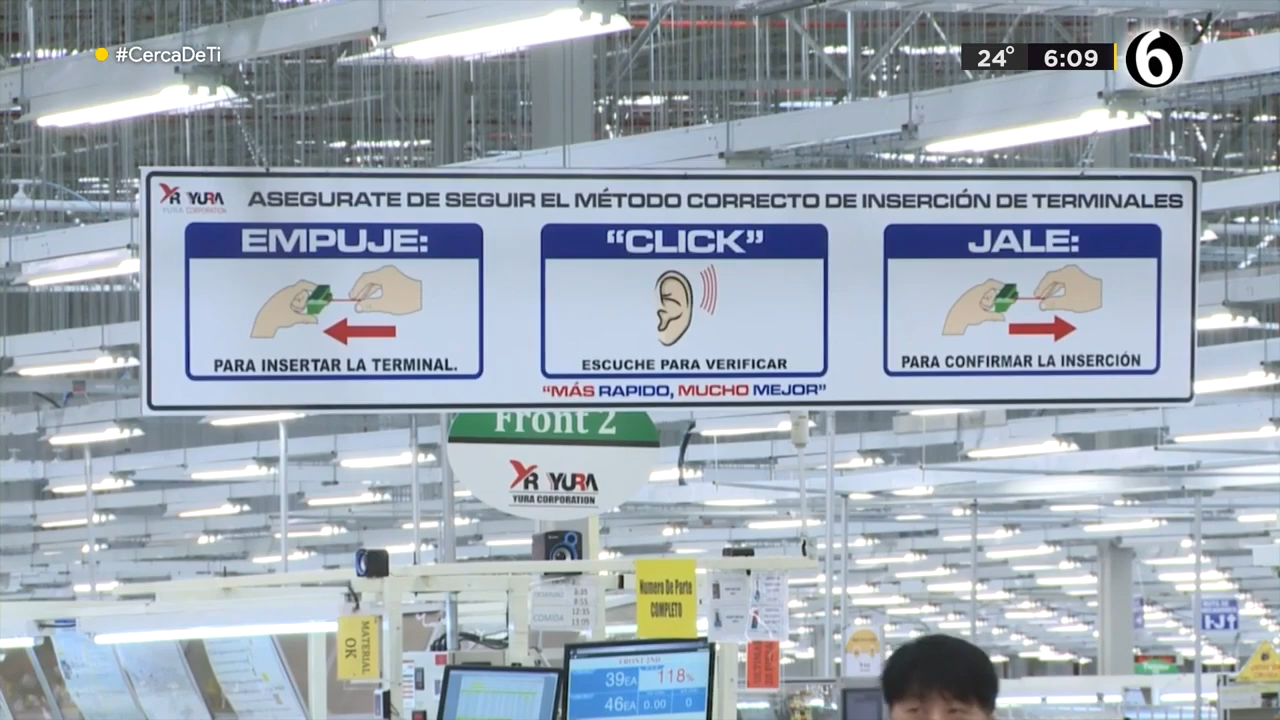 #CercaDeTi
24° 6:09 6
YR YURA
YURA CORPORATION
ASEGURATE DE SEGUIR EL MÉTODO CORRECTO DE INSERCIÓN DE TERMINALES
EMPUJE:
PARA INSERTAR LA TERMINAL.
“CLICK”
ESCUCHE PARA VERIFICAR
JALE:
PARA CONFIRMAR LA INSERCIÓN
“MÁS RAPIDO, MUCHO MEJOR”
Front 2
YR YURA
YURA CORPORATION
Numero De Parte
COMPLETO
MATERIAL
OK
COMIDA
FRONT 2ND
39EA 118%
46EA 0.00 0